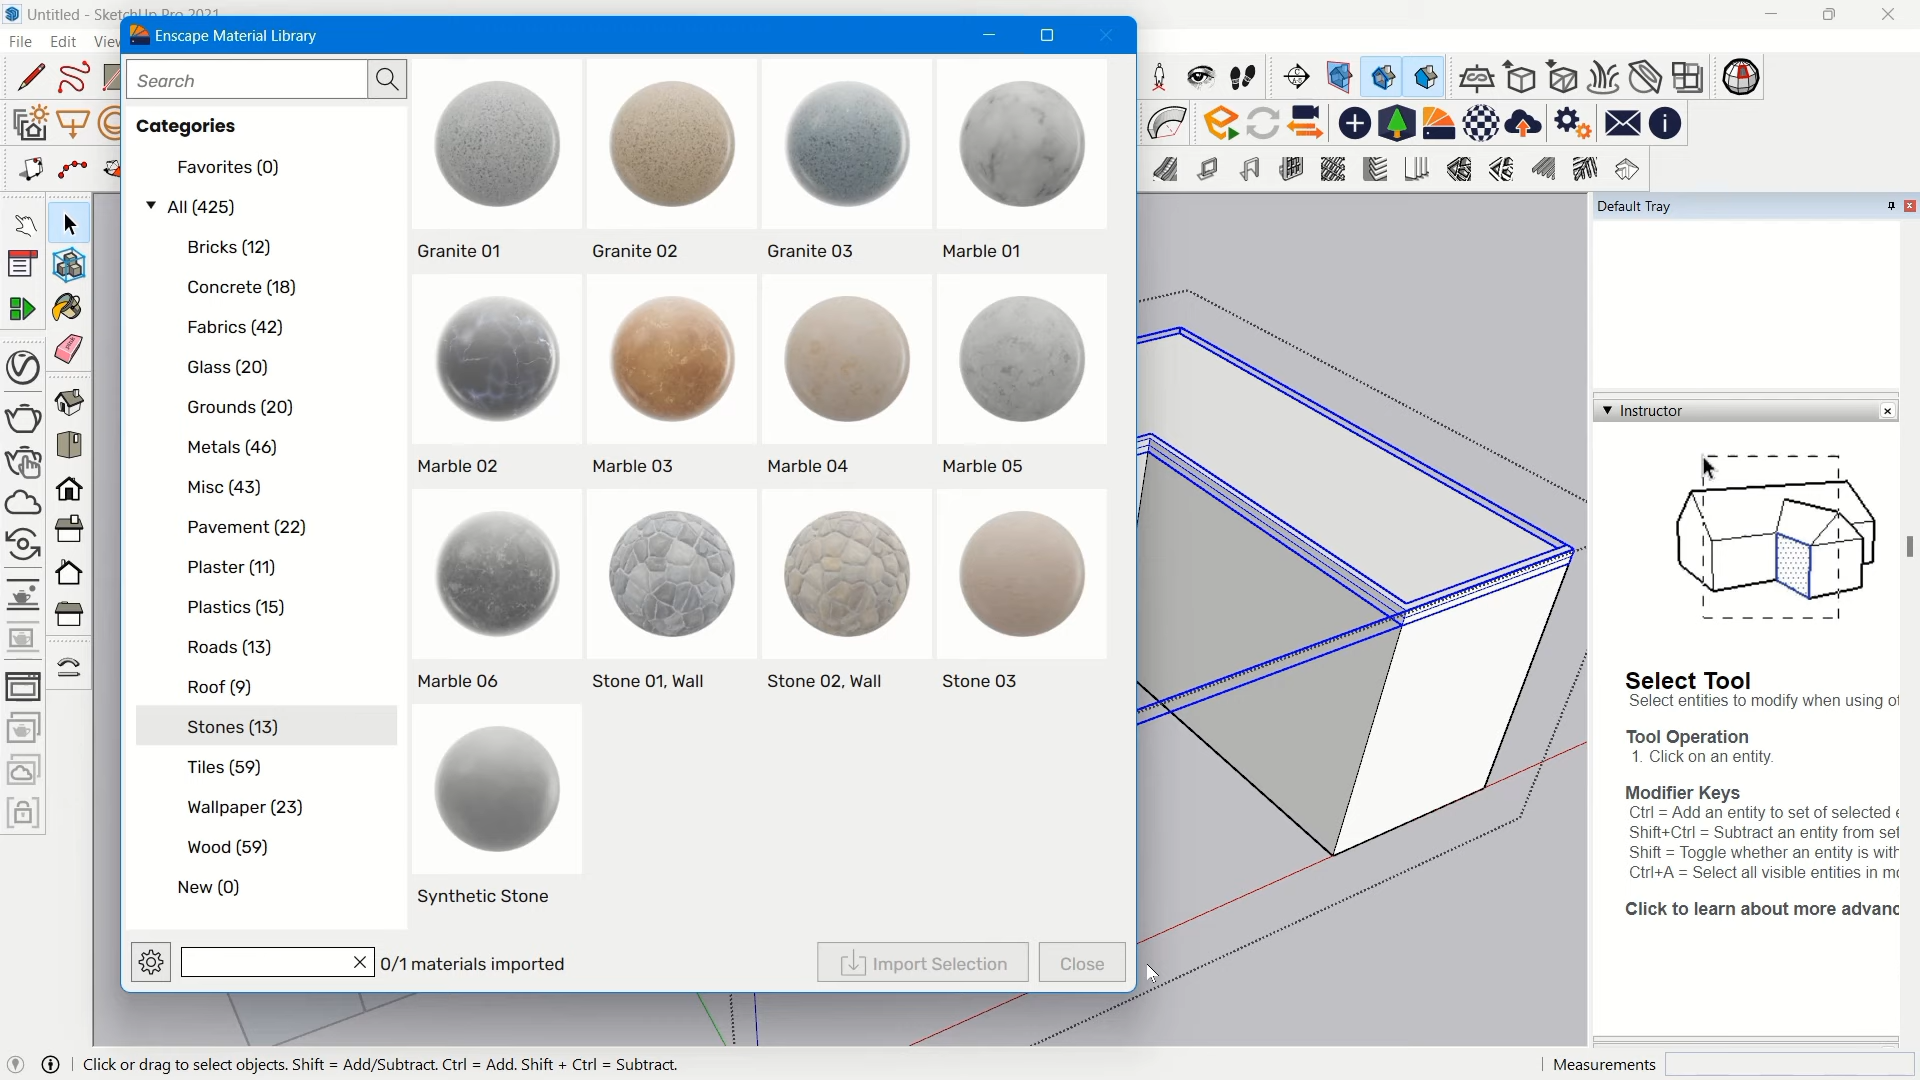 Untitled - SketchUp Pro 2021
File Edit View
Enscape Material Library
Search
Categories
Favorites (0)
All (425)
Bricks (12)
Concrete (18)
Fabrics (42)
Glass (20)
Grounds (20)
Metals (46)
Misc (43)
Pavement (22)
Plaster (11)
Plastics (15)
Roads (13)
Roof (9)
Stones (13)
Tiles (59)
Wallpaper (23)
Wood (59)
New (0)
Granite 01 Granite 02 Granite 03 Marble 01
Marble 02 Marble 03 Marble 04 Marble 05
Marble 06 Stone 01, Wall Stone 02, Wall Stone 03
Synthetic Stone
0/1 materials imported
Import Selection
Close
Default Tray
Instructor
Select Tool
Select entities to modify when using
Tool Operation
1. Click on an entity.
Modifier Keys
Ctrl = Add an entity to set of selected
Shift+Ctrl = Subtract an entity from
Shift = Toggle whether an entity is
Ctrl+A = Select all visible entities in
Click to learn about more
Click or drag to select objects. Shift = Add/Subtract. Ctrl = Add. Shift + Ctrl = Subtract.
Measurements